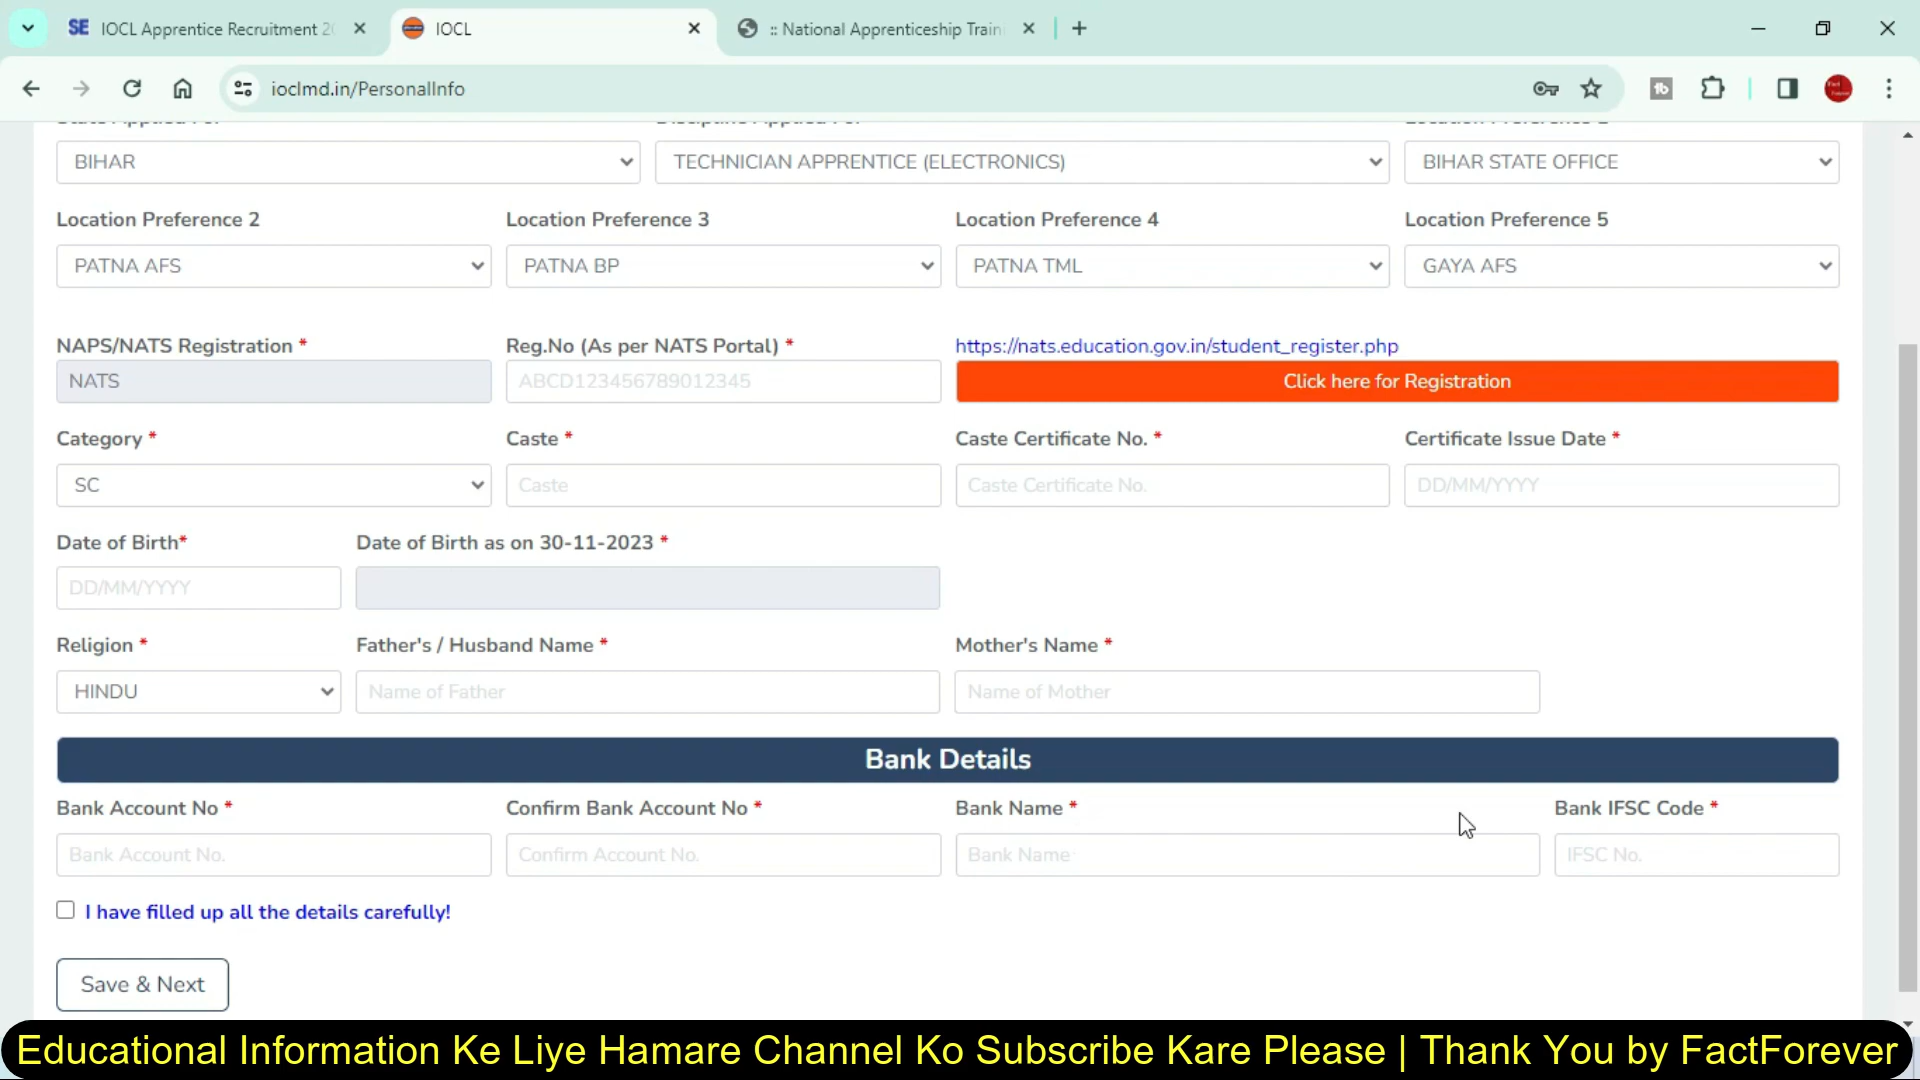 SE IOCL Apprentice Recruitment 20
IOCL
:: National Apprenticeship Train
ioclmd.in/PersonalInfo
BIHAR
TECHNICIAN APPRENTICE (ELECTRONICS)
BIHAR STATE OFFICE
Location Preference 2
Location Preference 3
Location Preference 4
Location Preference 5
PATNA AFS
PATNA BP
PATNA TML
GAYA AFS
NAPS/NATS Registration *
Reg.No (As per NATS Portal) *
https://nats.education.gov.in/student_register.php
NATS
ABCD123456789012345
Click here for Registration
Category *
Caste *
Caste Certificate No. *
Certificate Issue Date *
SC
Caste
Caste Certificate No.
DD/MM/YYYY
Date of Birth*
Date of Birth as on 30-11-2023 *
DD/MM/YYYY
Religion *
Father's / Husband Name *
Mother's Name *
HINDU
Name of Father
Name of Mother
Bank Details
Bank Account No *
Confirm Bank Account No *
Bank Name *
Bank IFSC Code *
Bank Account No.
Confirm Account No.
Bank Name
IFSC No.
I have filled up all the details carefully!
Save & Next
Educational Information Ke Liye Hamare Channel Ko Subscribe Kare Please | Thank You by FactForever